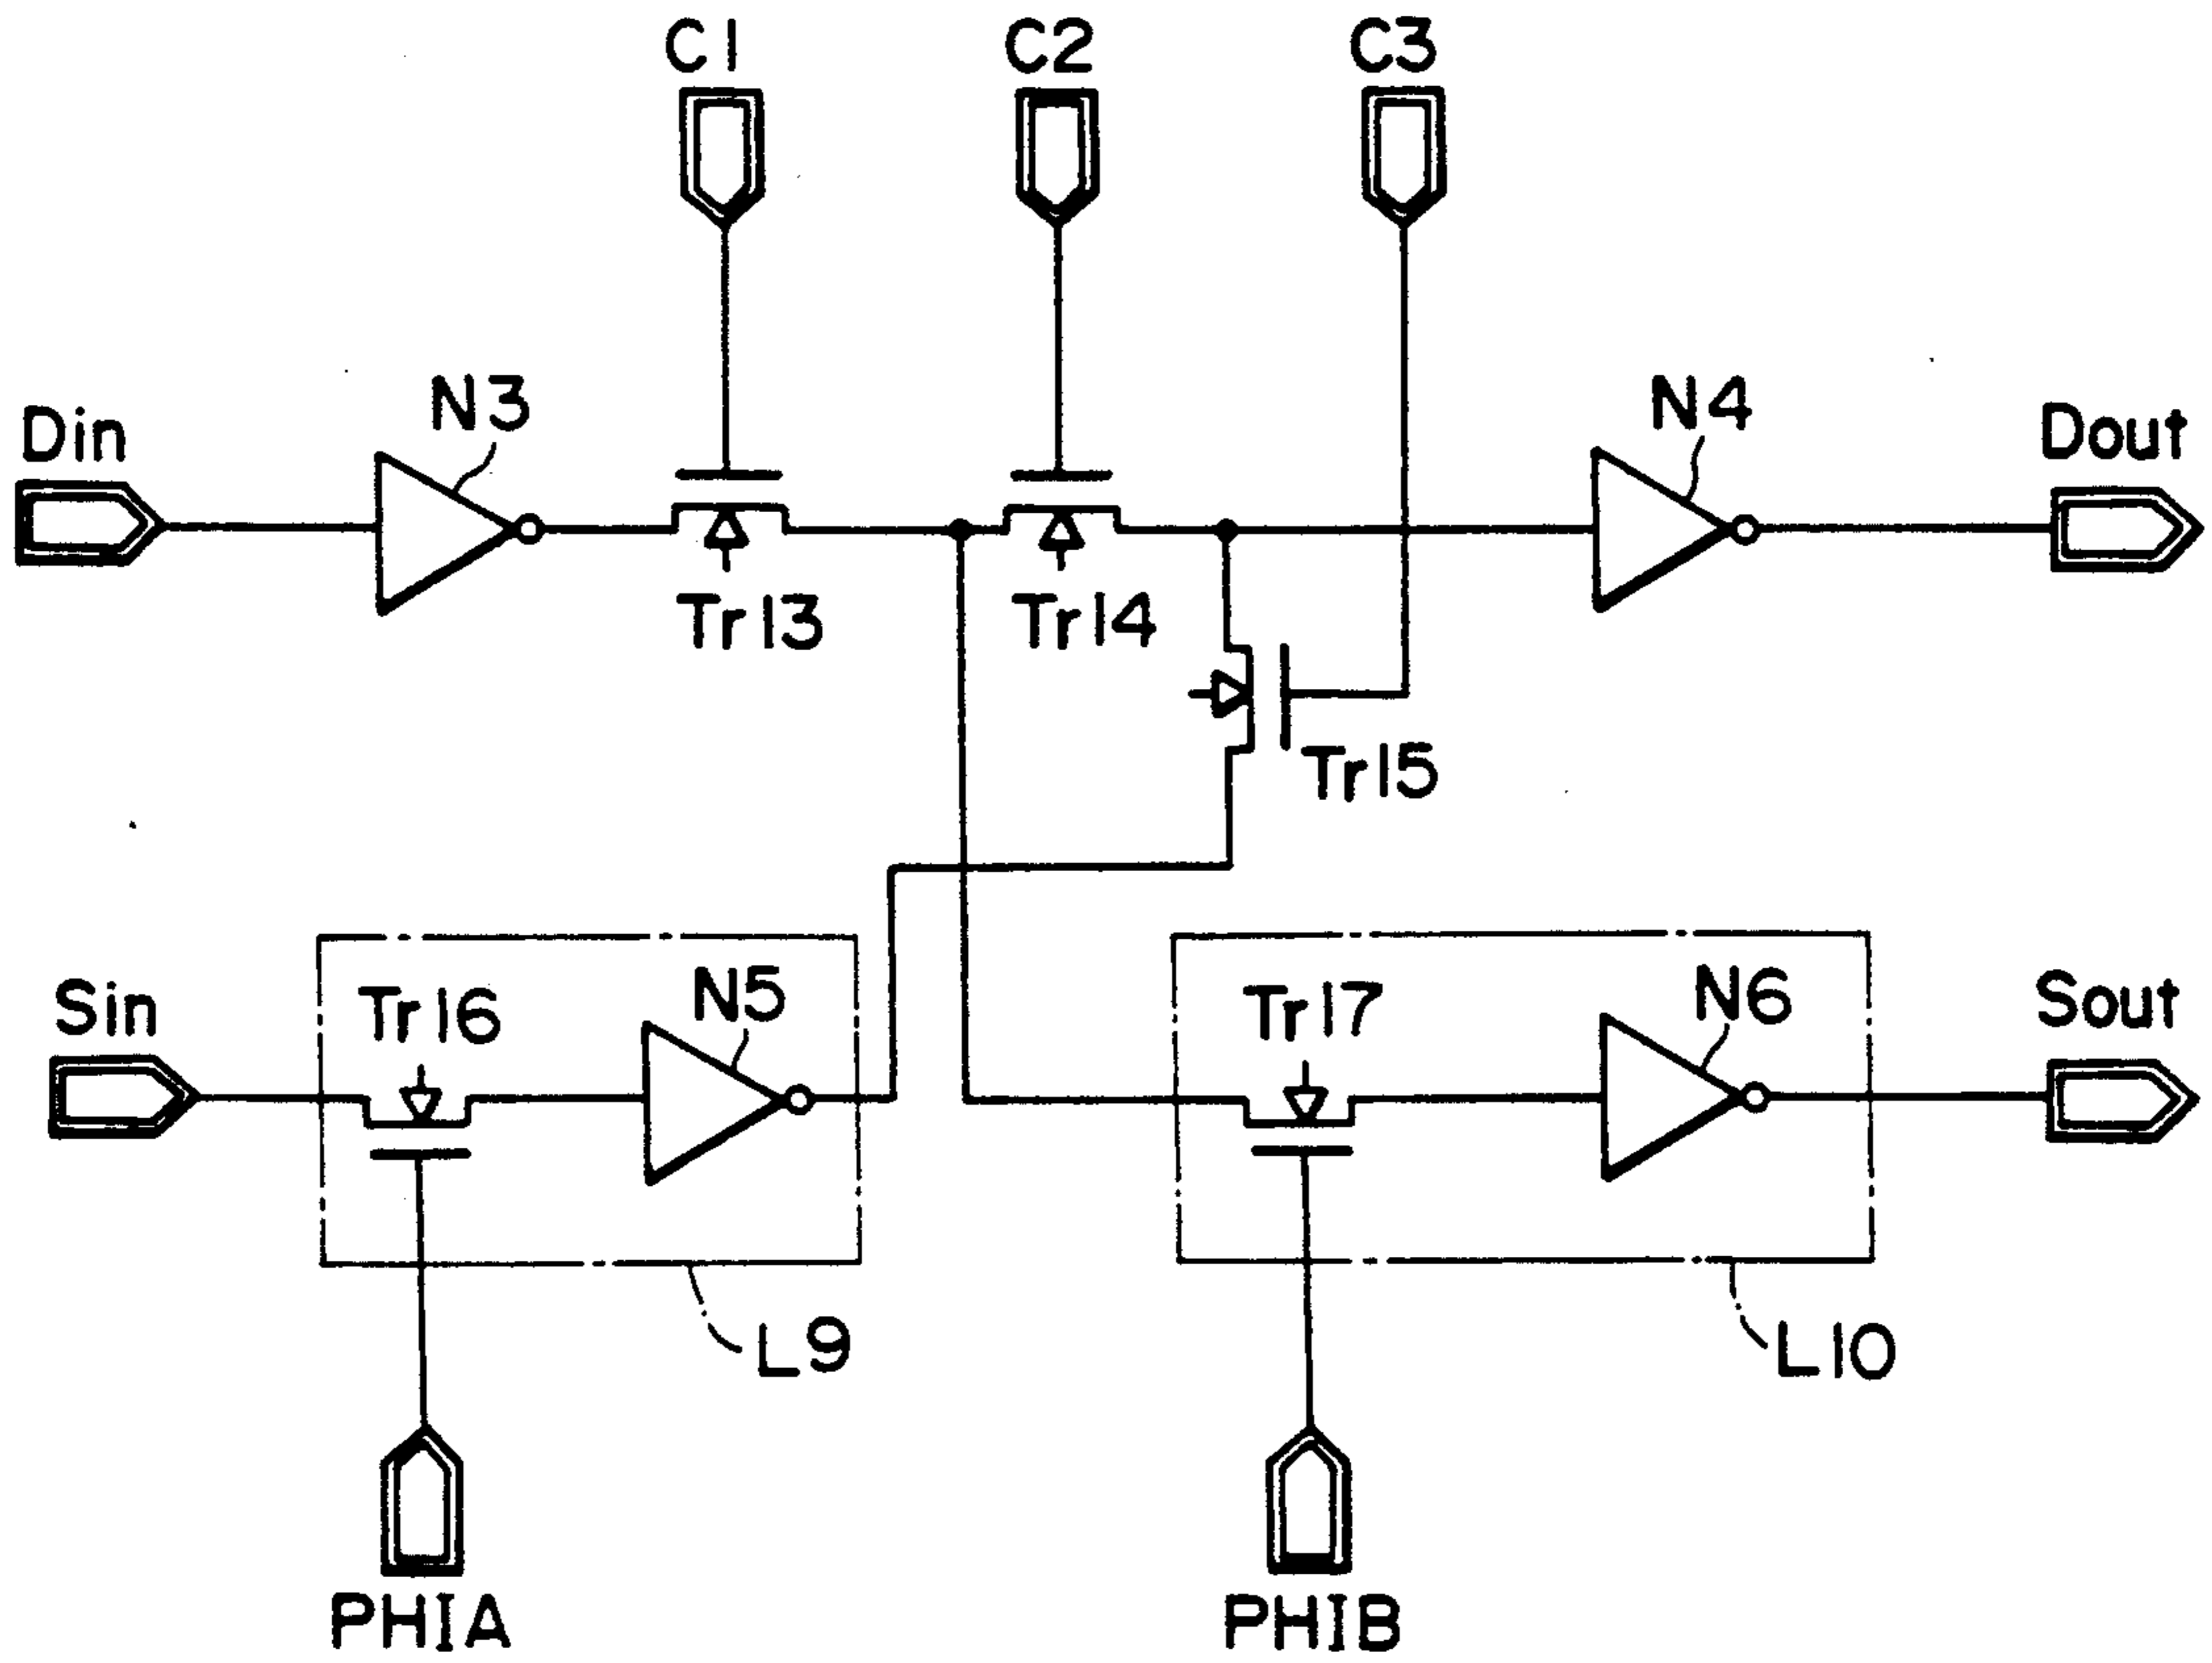 C1
C2
C3
Din
N3
N4
Dout
Tr13
Tr14
Tr15
Sin
Tr16
N5
Tr17
N6
Sout
L9
L10
PHIA
PHIB